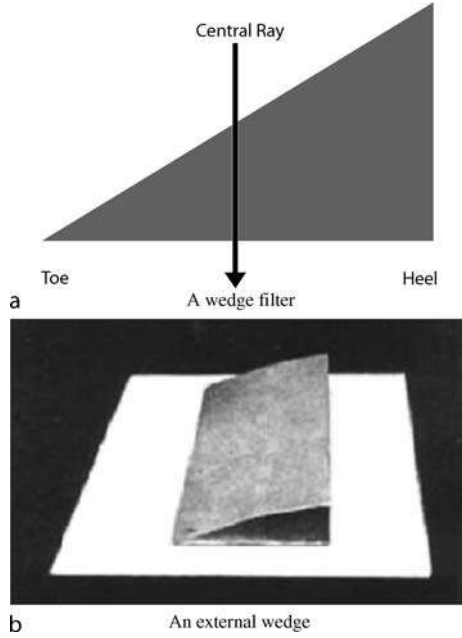 Central Ray
Toe
Heel
a
A wedge filter
b
An external wedge